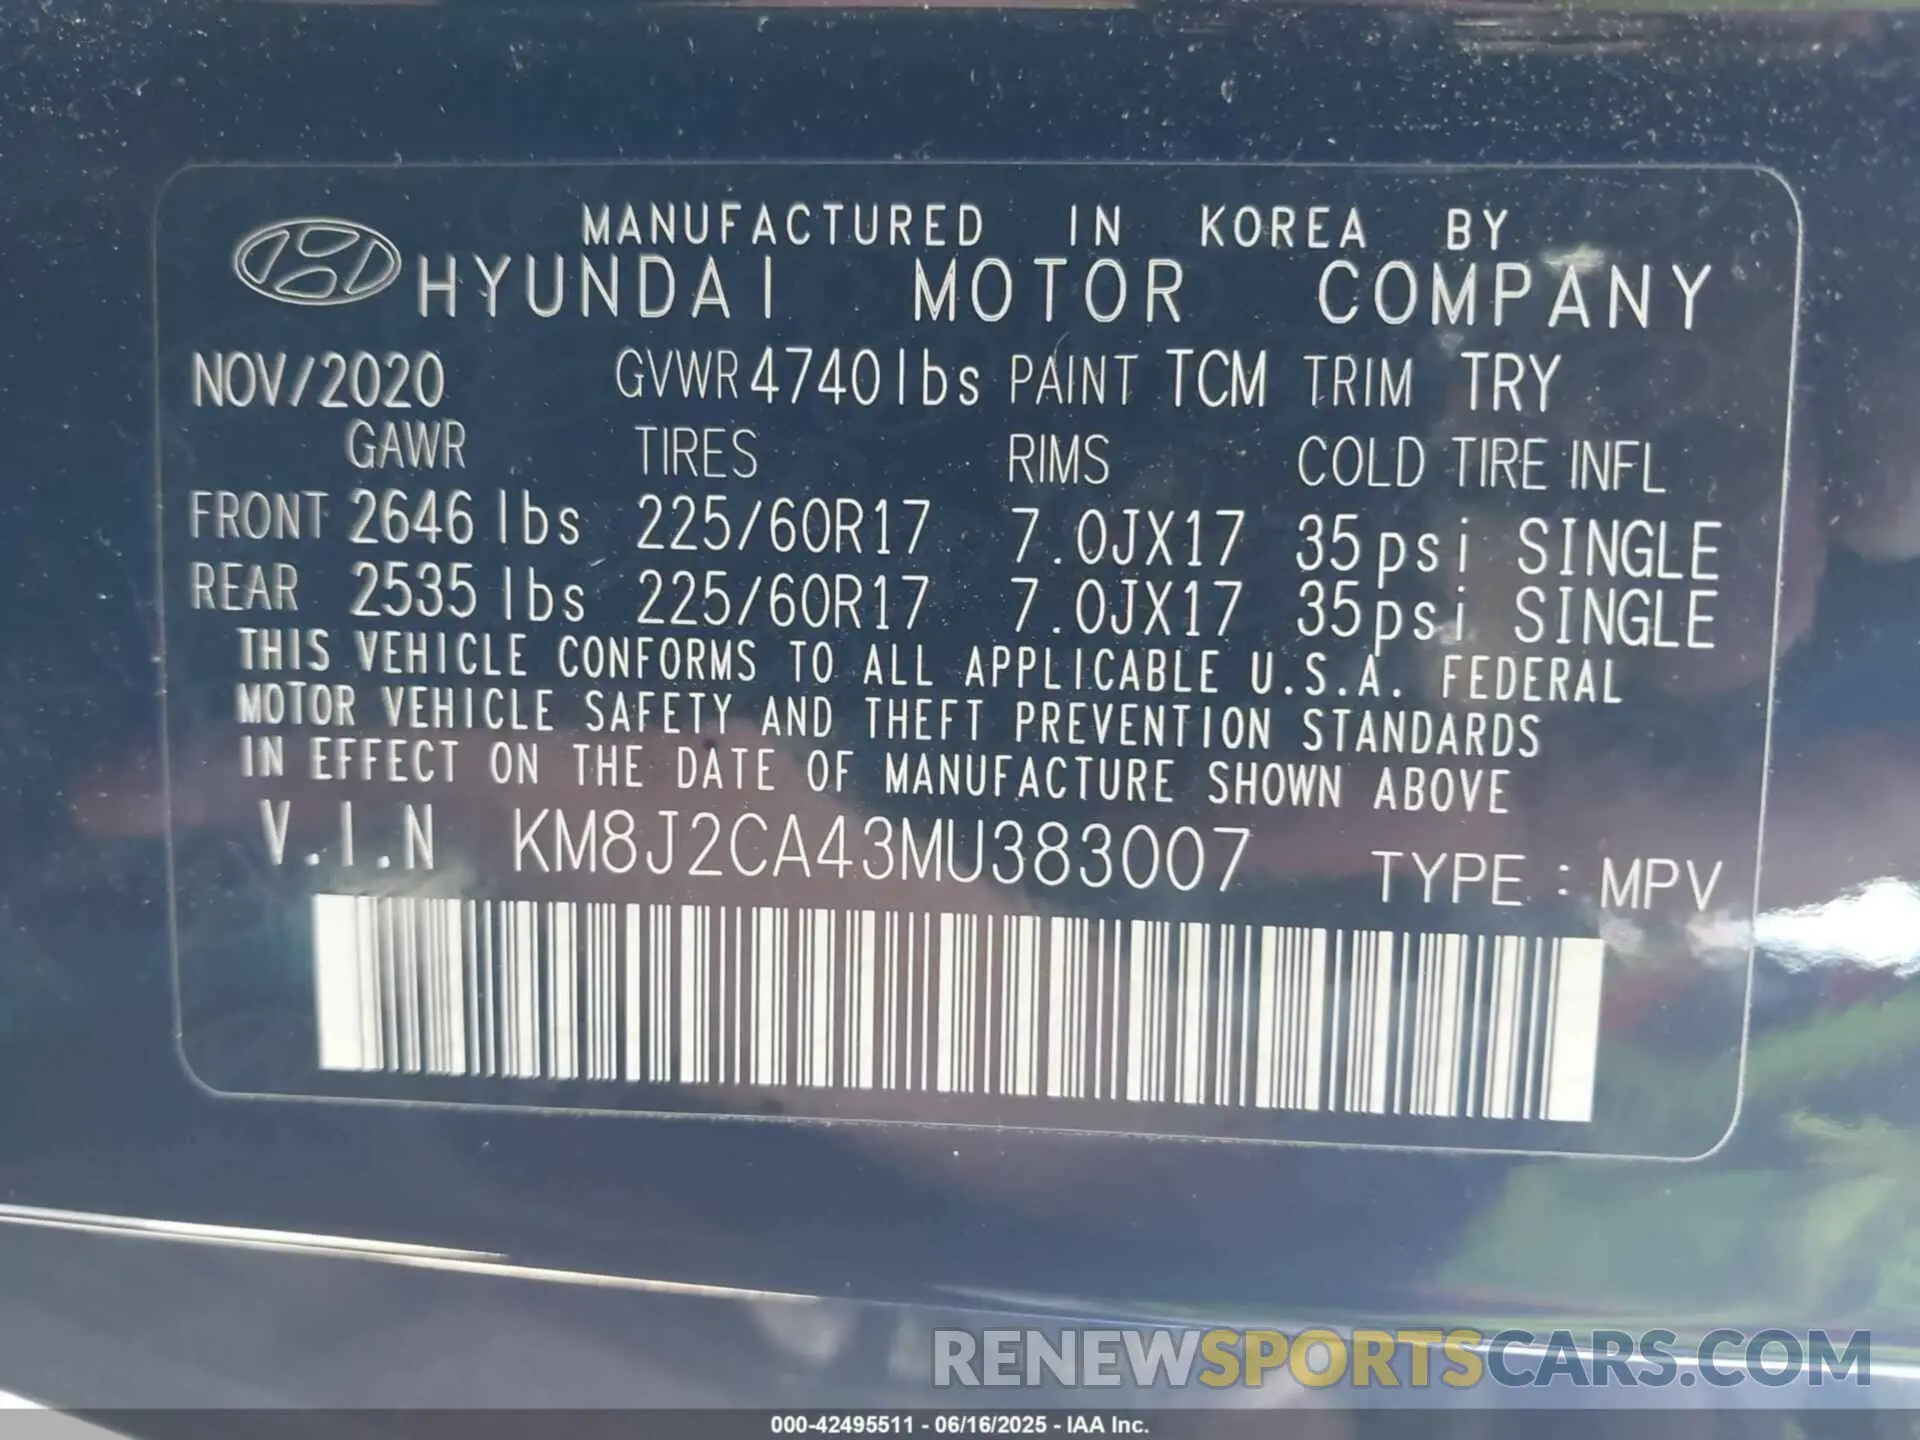 MANUFACTURED IN KOREA BY
HYUNDAI MOTOR COMPANY
NOV/2020 GVWR 4740lbs PAINT TCM TRIM TRY
GAWR TIRES RIMS COLD TIRE INFL
FRONT 2646 lbs 225/60R17 7.0JX17 35psi SINGLE
REAR 2535 lbs 225/60R17 7.0JX17 35psi SINGLE
THIS VEHICLE CONFORMS TO ALL APPLICABLE U.S.A. FEDERAL
MOTOR VEHICLE SAFETY AND THEFT PREVENTION STANDARDS
IN EFFECT ON THE DATE OF MANUFACTURE SHOWN ABOVE
V.I.N KM8J2CA43MU383007 TYPE : MPV
RENEWSPORTSCARS.COM
000-42495511 - 06/16/2025 - IAA Inc.